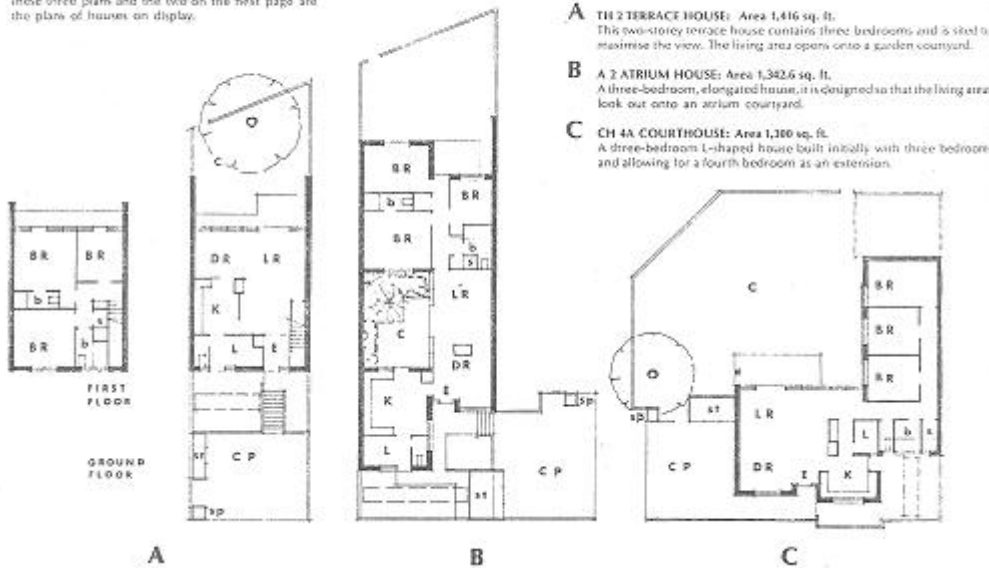 These three plans and the two on the next page are
the plans of houses on display.
A TH 2 TERRACE HOUSE: Area 1,416 sq. ft.
This two-storey terrace house contains three bedrooms and is sited to
maximise the view. The living area opens onto a garden courtyard.
B A 2 ATRIUM HOUSE: Area 1,342.6 sq. ft.
A three-bedroom, elongated house, it is designed so that the living areas
look out onto an atrium courtyard.
C CH 4A COURTHOUSE: Area 1,300 sq. ft.
A three-bedroom L-shaped house built initially with three bedrooms
and allowing for a fourth bedroom as an extension.
BR BR
b
s
BR b
FIRST
FLOOR
GROUND
FLOOR
C
DR LR
K
L E
st CP
sp
A
BR
b BR
BR b
s
LR
C
DR
K E
L
st
sp
CP
B
C
BR
BR
BR
sp st
LR
L b s
CP
DR E K
C